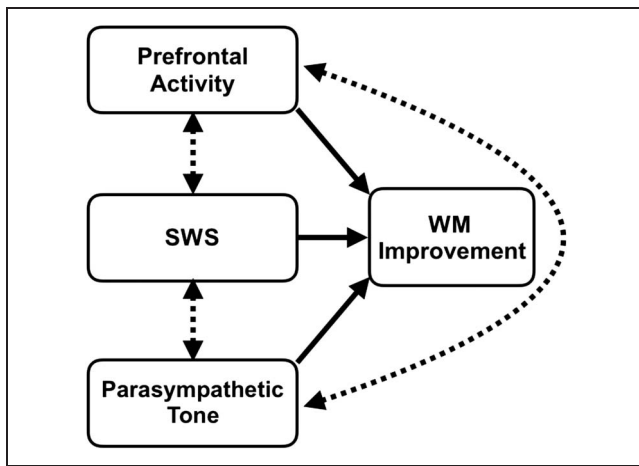 Prefrontal
Activity
SWS
WM
Improvement
Parasympathetic
Tone